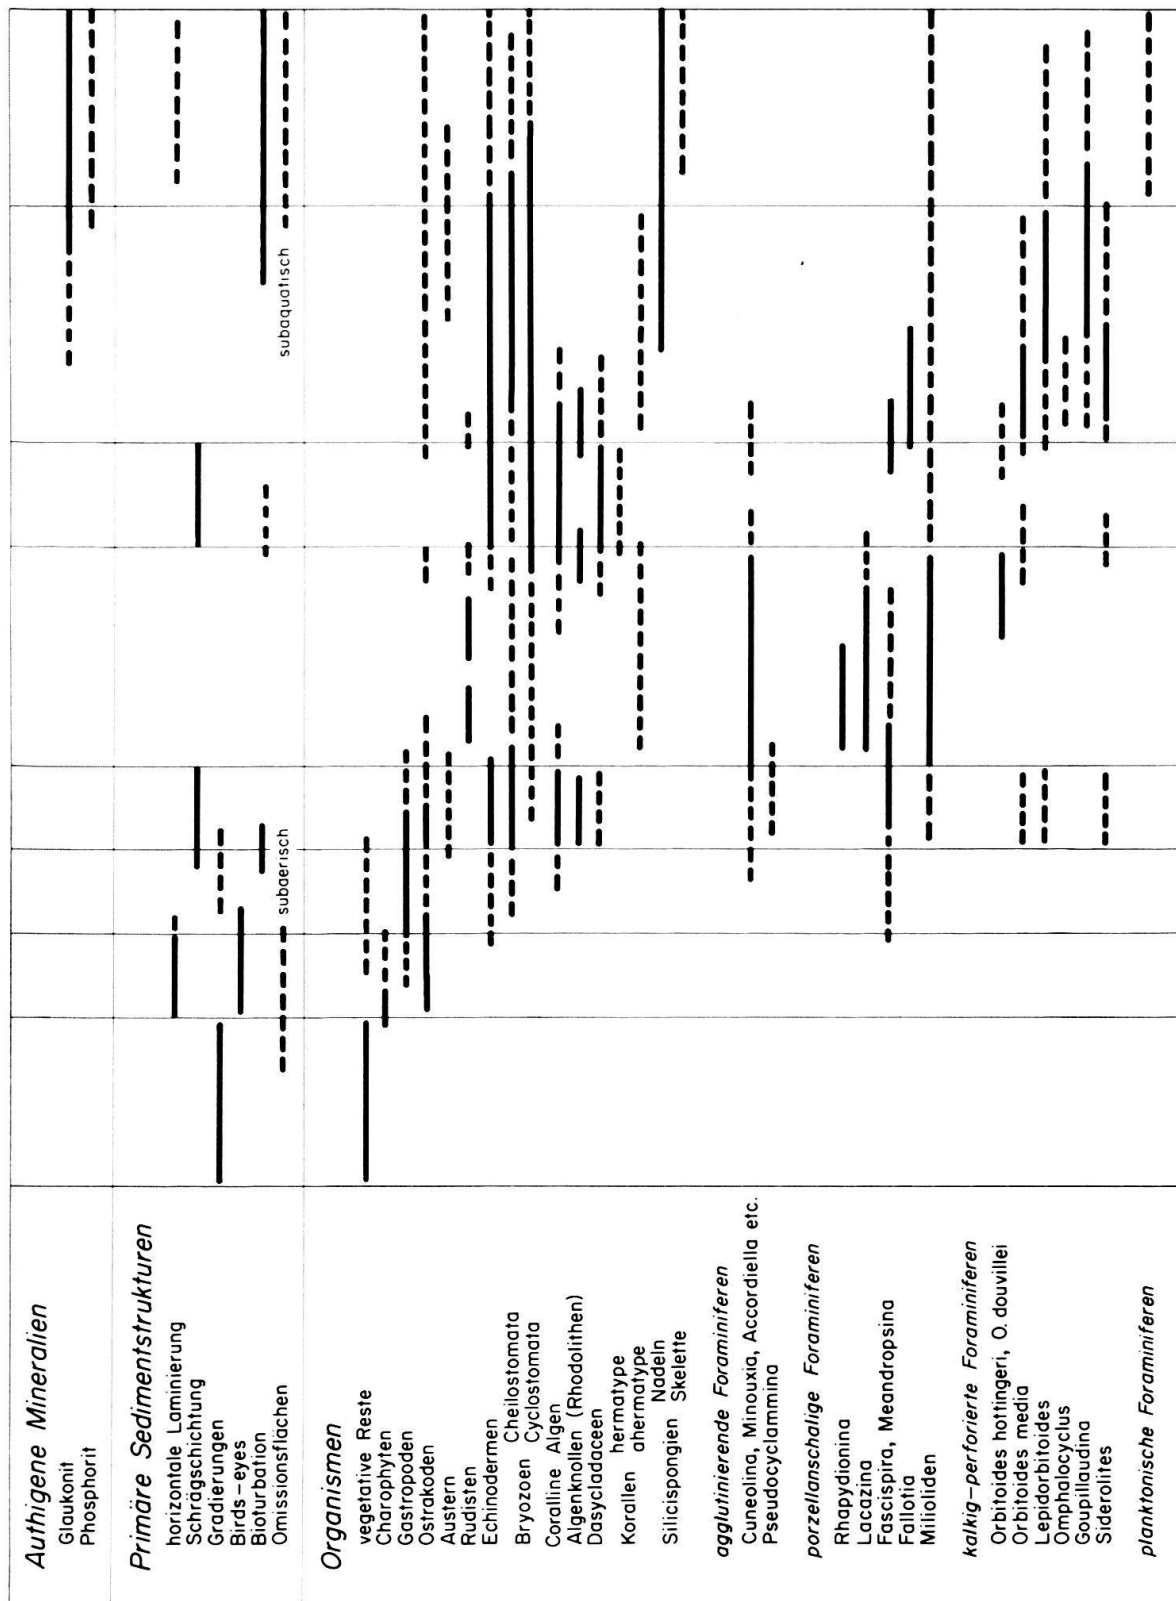 Authigene Mineralien
Glaukonit
Phosphorit
Primäre Sedimentstrukturen
horizontale Laminierung
Schrägschichtung
Gradierungen
Birds-eyes
Bioturbation
Omissionsflächen
subaerisch
subaquatisch
Organismen
vegetative Reste
Charophyten
Gastropoden
Ostrakoden
Austern
Rudisten
Echinodermen
Bryozoen Cheilostomata
Cyclostomata
Coralline Algen
Algenknollen (Rhodolithen)
Dasycladaceen
Korallen hermatype
ahermatype
Silicispongien Nadeln
Skelette
agglutinierende Foraminiferen
Cuneolina, Minouxia, Accordiella etc.
Pseudocyclammina
porzellanschalige Foraminiferen
Rhapydionina
Lacazina
Fascispira, Meandropsina
Fallotia
Milioliden
kalkig-perforierte Foraminiferen
Orbitoides hottingeri, O. douvillei
Orbitoides media
Lepidorbitoides
Omphalocyclus
Goupillaudina
Siderolites
planktonische Foraminiferen